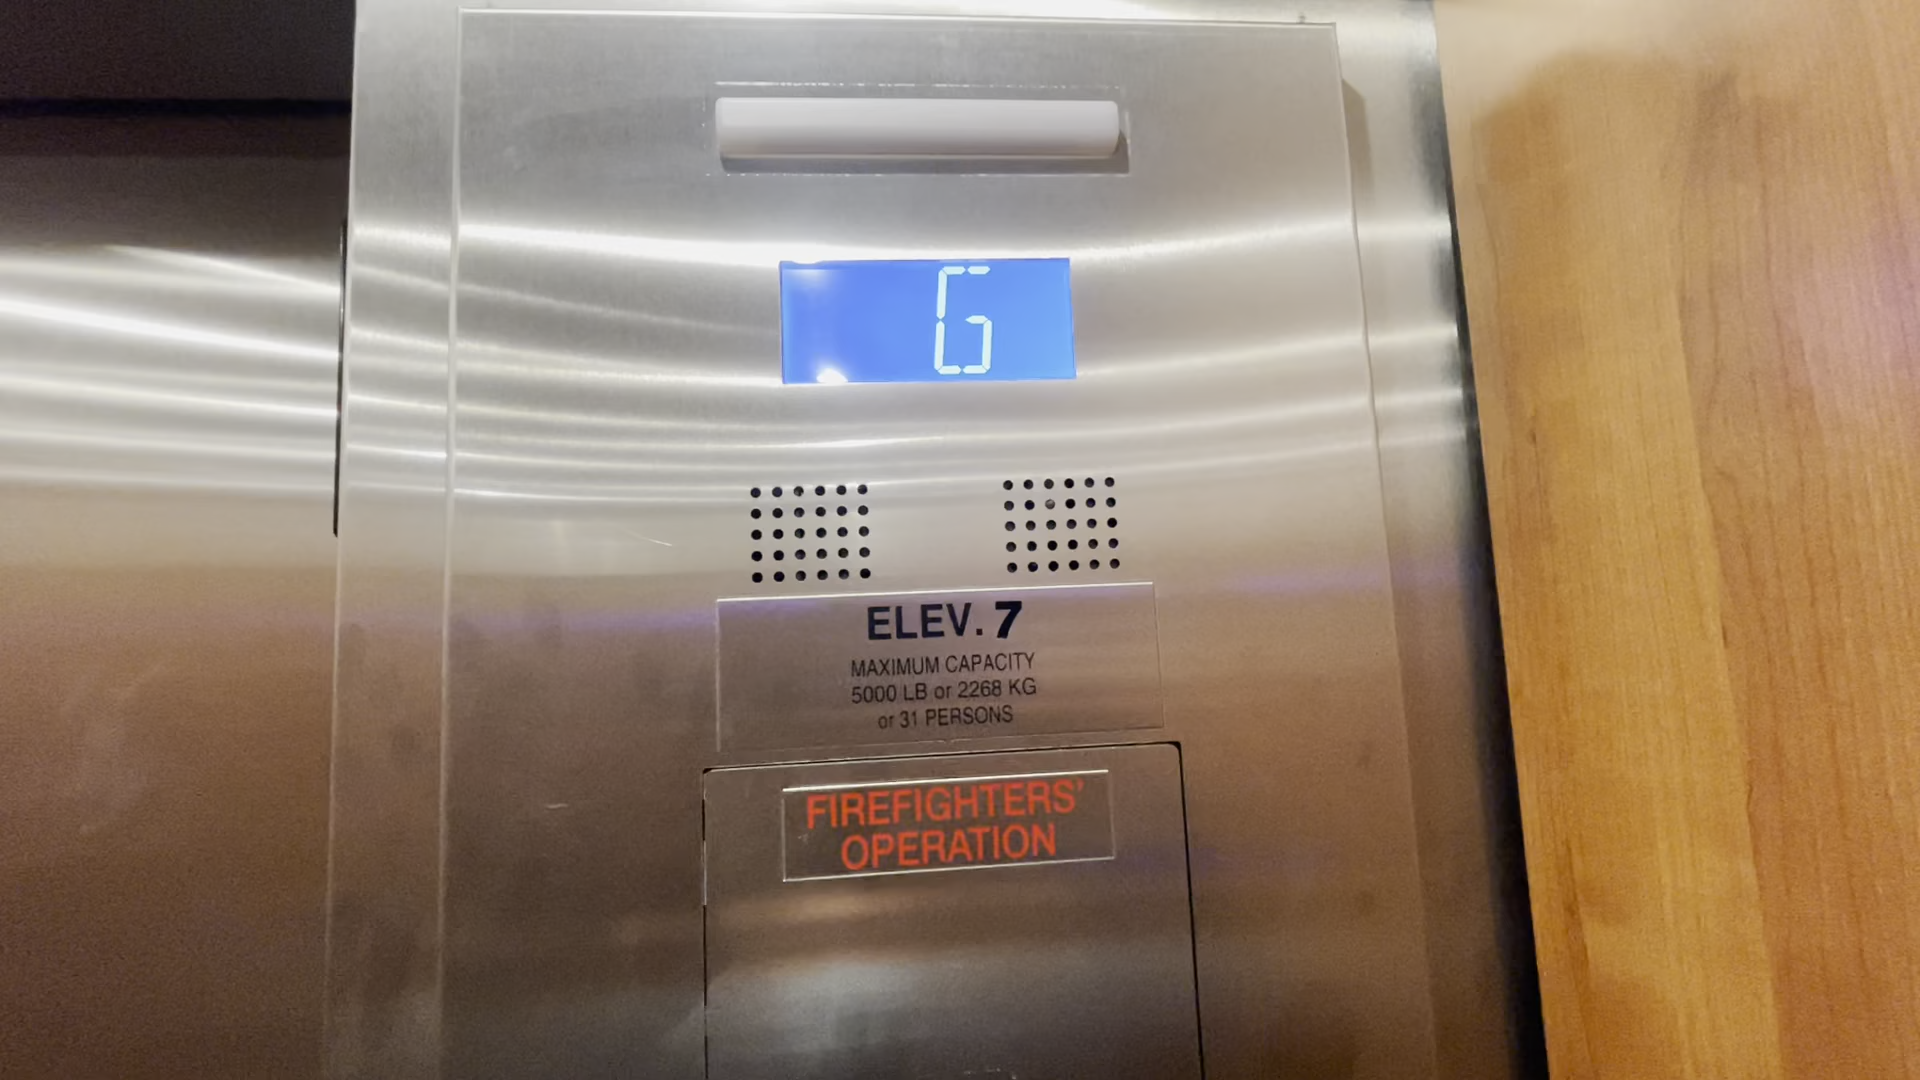 G
ELEV. 7
MAXIMUM CAPACITY
5000 LB or 2268 KG
or 31 PERSONS
FIREFIGHTERS'
OPERATION